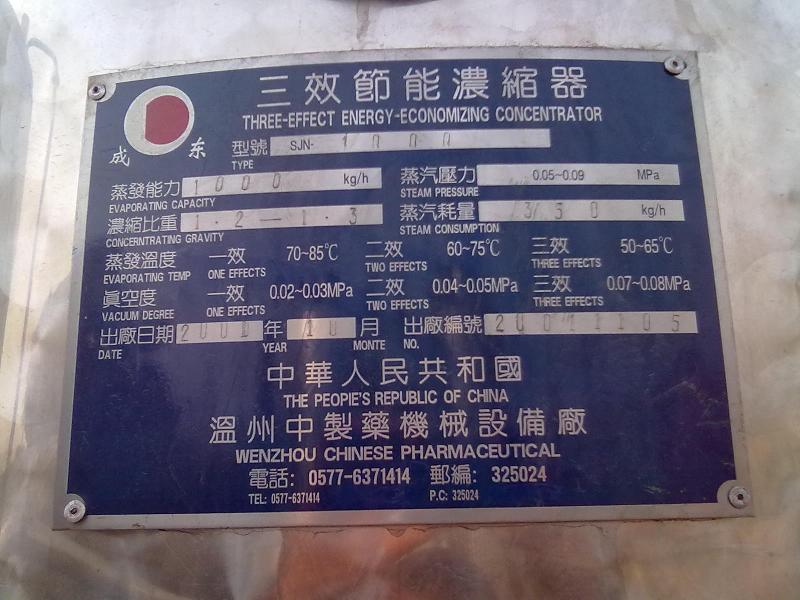 三效節能濃縮器
THREE-EFFECT ENERGY-ECONOMIZING CONCENTRATOR
成 东
型號 SJN- 1000
TYPE
蒸發能力 1000 kg/h 蒸汽壓力 0.05~0.09 MPa
EVAPORATING CAPACITY STEAM PRESSURE
濃縮比重 1.2—1.3 蒸汽耗量 kg/h
CONCERNTRATING GRAVITY STEAM CONSUMPTION
蒸發溫度 一效 70~85℃ 二效 60~75℃ 三效 50~65℃
EVAPORATING TEMP ONE EFFECTS TWO EFFECTS THREE EFFECTS
真空度 一效 0.02~0.03MPa 二效 0.04~0.05MPa 三效 0.07~0.08MPa
VACUUM DEGREE ONE EFFECTS TWO EFFECTS THREE EFFECTS
出廠日期 2001 年 10 月 出廠編號
DATE YEAR MONTE NO.
中華人民共和國
THE PEOPIE'S REPUBLIC OF CHINA
溫州中製藥機械設備廠
WENZHOU CHINESE PHARMACEUTICAL
電話: 0577-6371414 郵編: 325024
TEL: 0577-6371414 P.C: 325024